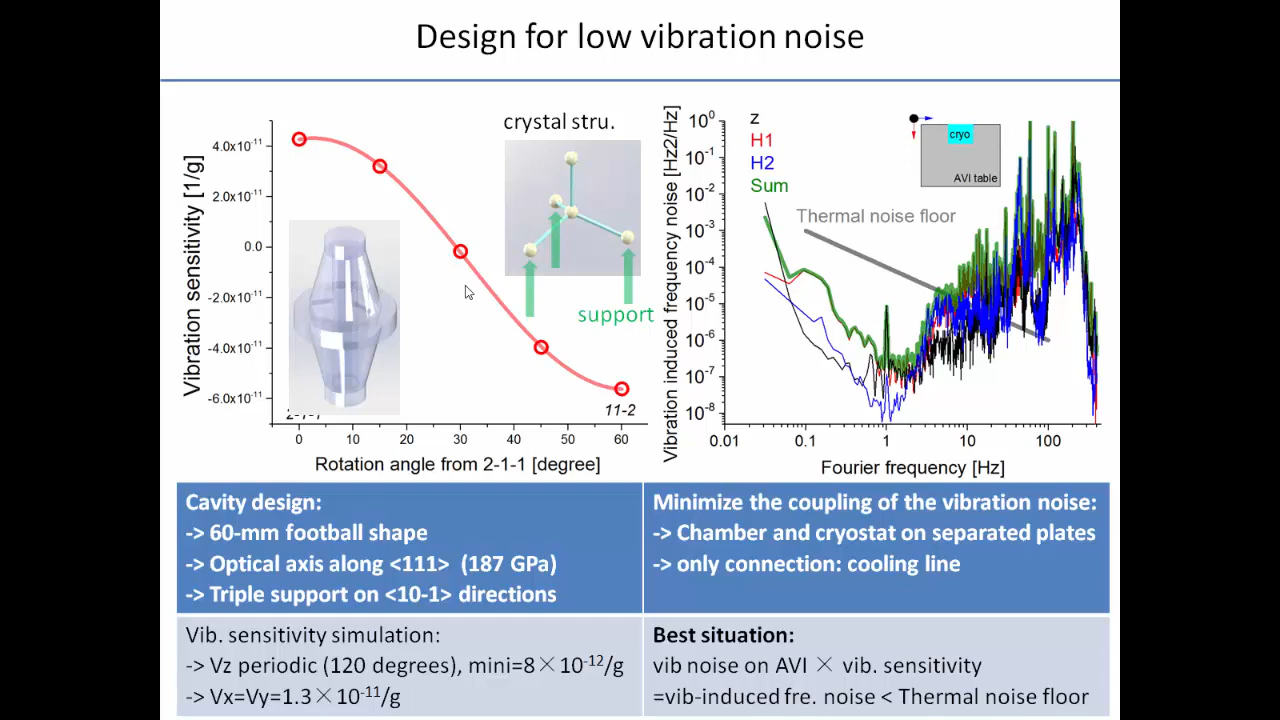 Design for low vibration noise
crystal stru.
support
Vibration sensitivity [1/g]
4.0x10-11
2.0x10-11
0.0
-2.0x10-11
-4.0x10-11
-6.0x10-11
11-2
0 10 20 30 40 50 60
Rotation angle from 2-1-1 [degree]
Vibration induced frequency noise [Hz2/Hz]
10^0
10^-1
10^-2
10^-3
10^-4
10^-5
10^-6
10^-7
10^-8
z
H1
H2
Sum
cryo
AVI table
Thermal noise floor
0.01 0.1 1 10 100
Fourier frequency [Hz]
Cavity design:
-> 60-mm football shape
-> Optical axis along <111> (187 GPa)
-> Triple support on <10-1> directions
Minimize the coupling of the vibration noise:
-> Chamber and cryostat on separated plates
-> only connection: cooling line
Vib. sensitivity simulation:
-> Vz periodic (120 degrees), mini=8×10^-12/g
-> Vx=Vy=1.3×10^-11/g
Best situation:
vib noise on AVI × vib. sensitivity
=vib-induced fre. noise < Thermal noise floor